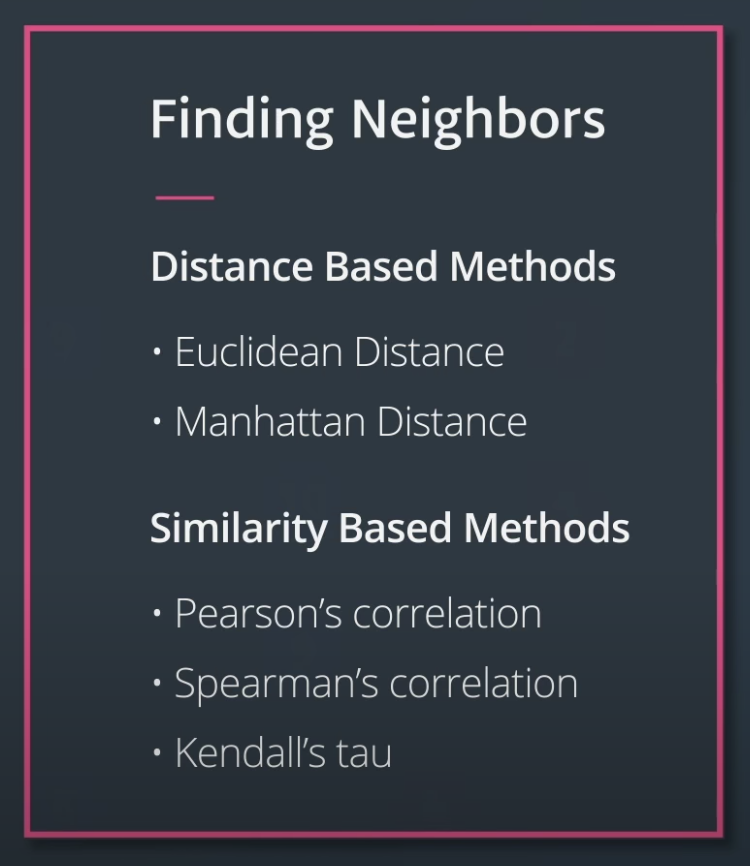 Finding Neighbors
Distance Based Methods
• Euclidean Distance
• Manhattan Distance
Similarity Based Methods
• Pearson’s correlation
• Spearman’s correlation
• Kendall’s tau